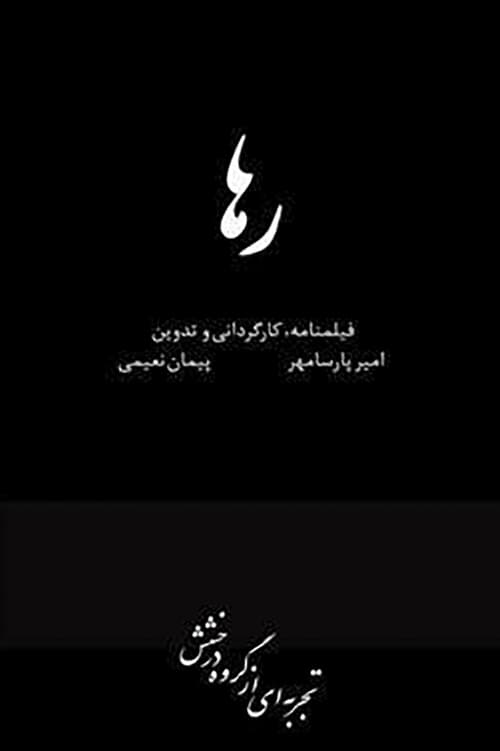 رها
فیلمنامه، کارگردانی و تدوین
امیر پارسامهر پیمان نعیمی
تجربه ای از گروه درخشش